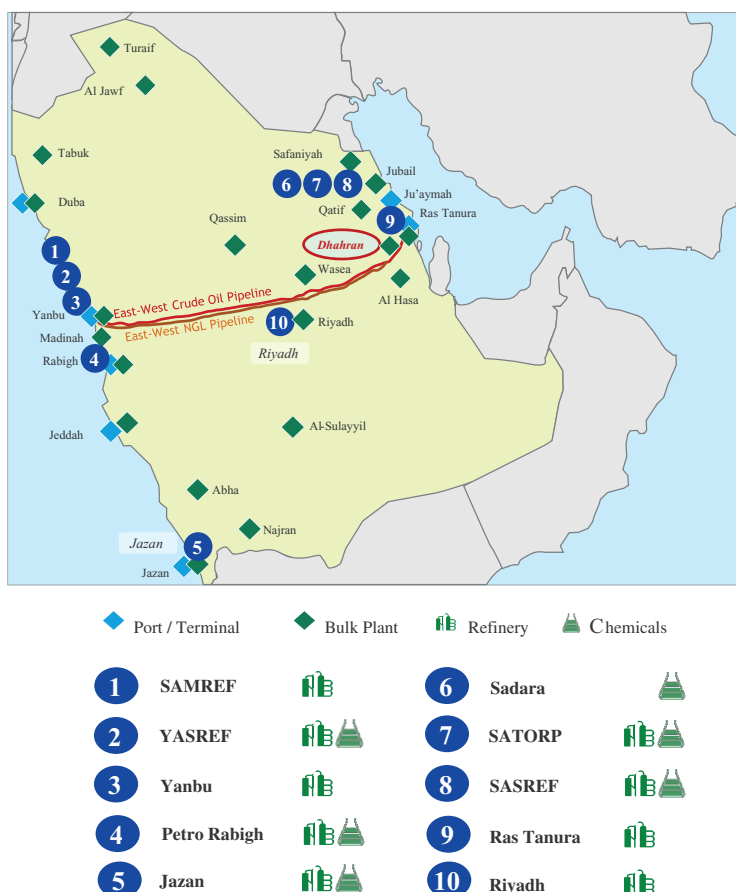 Turaif
Al Jawf
Tabuk
Safaniyah
Jubail
6 7 8
Ju'aymah
Duba
Qatif
Ras Tanura
9
Qassim
Dhahran
1
2
Wasea
Al Hasa
3
East-West Crude Oil Pipeline
Yanbu
East-West NGL Pipeline
10
Riyadh
Madinah
Riyadh
Rabigh
4
Jeddah
Al-Sulayyil
Abha
Najran
Jazan
5
Jazan
Port / Terminal
Bulk Plant
Refinery
Chemicals
1 SAMREF
6 Sadara
2 YASREF
7 SATORP
3 Yanbu
8 SASREF
4 Petro Rabigh
9 Ras Tanura
5 Jazan
10 Riyadh